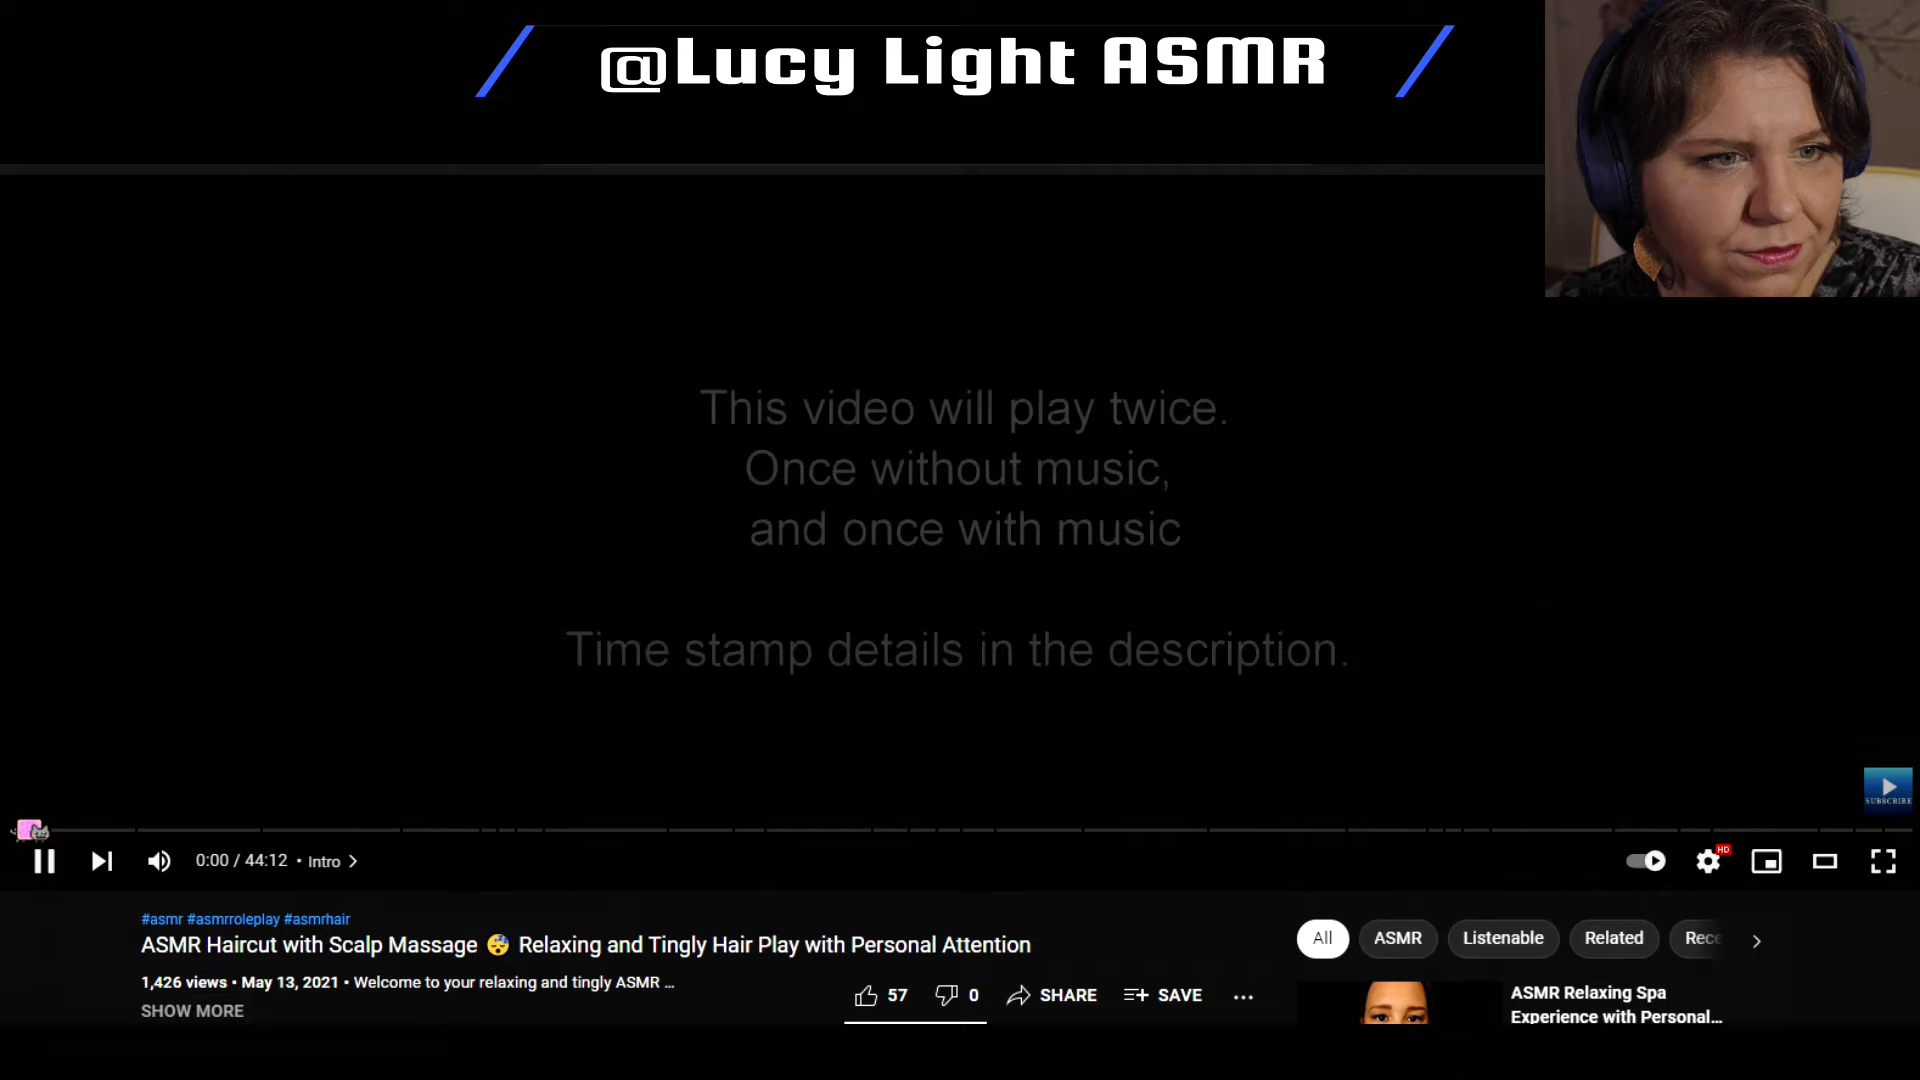 @Lucy Light ASMR
This video will play twice.
Once without music,
and once with music
Time stamp details in the description.
SUBSCRIBE
0:00 / 44:12 • Intro
HD
#asmr #asmrroleplay #asmrhair
ASMR Haircut with Scalp Massage 😴 Relaxing and Tingly Hair Play with Personal Attention
1,426 views • May 13, 2021 • Welcome to your relaxing and tingly ASMR ...
SHOW MORE
57
0
SHARE
SAVE
All
ASMR
Listenable
Related
Rece
ASMR Relaxing Spa
Experience with Personal...